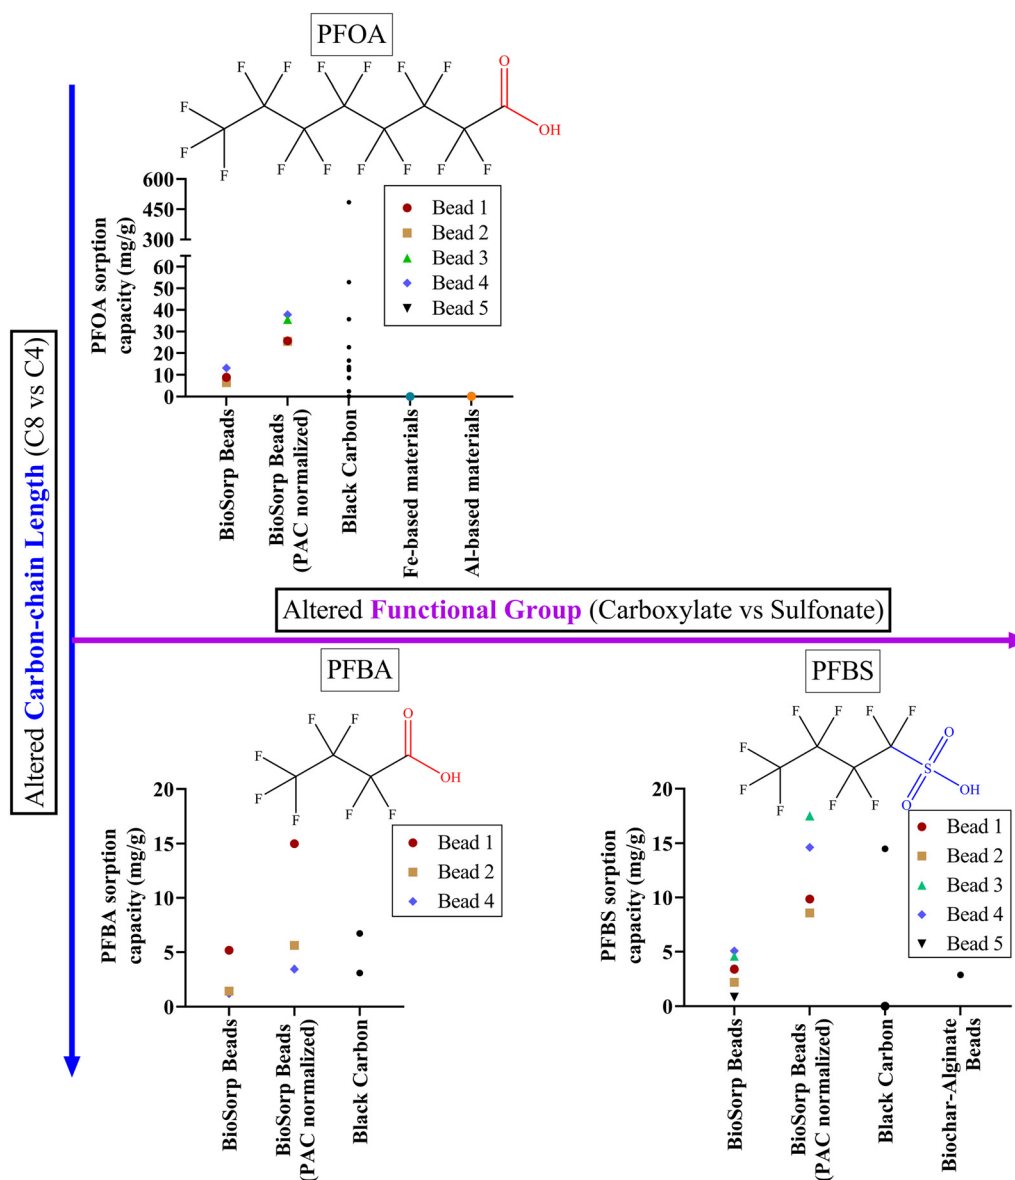 PFOA
O
F F F F F F
F
OH
F
F F F F F F F
600
450
300
60
40
30
20
10
0
PFOA sorption
capacity (mg/g)
Bead 1
Bead 2
Bead 3
Bead 4
Bead 5
BioSorp Beads
BioSorp Beads
(PAC normalized)
Black Carbon
Fe-based materials
Al-based materials
Altered Carbon-chain Length (C8 vs C4)
Altered Functional Group (Carboxylate vs Sulfonate)
PFBA
O
F F
F
OH
F
F F F
20
15
10
5
0
PFBA sorption
capacity (mg/g)
Bead 1
Bead 2
Bead 4
BioSorp Beads
BioSorp Beads
(PAC normalized)
Black Carbon
PFBS
F F F F
O
F
S
F
OH
F F F
O
20
15
10
5
0
PFBS sorption
capacity (mg/g)
Bead 1
Bead 2
Bead 3
Bead 4
Bead 5
BioSorp Beads
BioSorp Beads
(PAC normalized)
Black Carbon
Biochar-Alginate
Beads